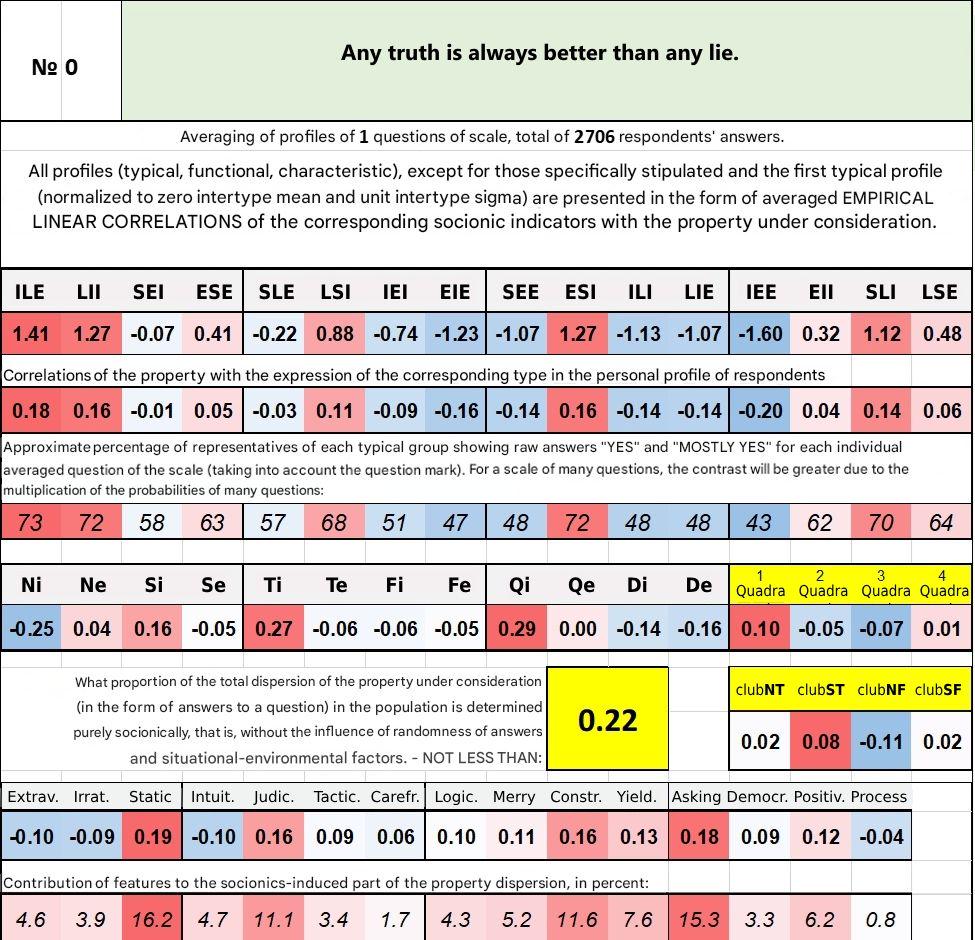 № 0
Any truth is always better than any lie.
Averaging of profiles of 1 questions of scale, total of 2706 respondents' answers.
All profiles (typical, functional, characteristic), except for those specifically stipulated and the first typical profile
(normalized to zero intertype mean and unit intertype sigma) are presented in the form of averaged EMPIRICAL
LINEAR CORRELATIONS of the corresponding socionic indicators with the property under consideration.
ILE LII SEI ESE SLE LSI IEI EIE SEE ESI ILI LIE IEE EII SLI LSE
1.41 1.27 -0.07 0.41 -0.22 0.88 -0.74 -1.23 -1.07 1.27 -1.13 -1.07 -1.60 0.32 1.12 0.48
Correlations of the property with the expression of the corresponding type in the personal profile of respondents
0.18 0.16 -0.01 0.05 -0.03 0.11 -0.09 -0.16 -0.14 0.16 -0.14 -0.14 -0.20 0.04 0.14 0.06
Approximate percentage of representatives of each typical group showing raw answers "YES" and "MOSTLY YES" for each individual
averaged question of the scale (taking into account the question mark). For a scale of many questions, the contrast will be greater due to the
multiplication of the probabilities of many questions:
73 72 58 63 57 68 51 47 48 72 48 48 43 62 70 64
Ni Ne Si Se Ti Te Fi Fe Qi Qe Di De 1 Quadra 2 Quadra 3 Quadra 4 Quadra
-0.25 0.04 0.16 -0.05 0.27 -0.06 -0.06 -0.05 0.29 0.00 -0.14 -0.16 0.10 -0.05 -0.07 0.01
What proportion of the total dispersion of the property under consideration
(in the form of answers to a question) in the population is determined
purely socionically, that is, without the influence of randomness of answers
and situational-environmental factors. - NOT LESS THAN:
0.22
clubNT clubST clubNF clubSF
0.02 0.08 -0.11 0.02
Extrav. Irrat. Static Intuit. Judic. Tactic. Carefr. Logic. Merry Constr. Yield. Asking Democr. Positiv. Process
-0.10 -0.09 0.19 -0.10 0.16 0.09 0.06 0.10 0.11 0.16 0.13 0.18 0.09 0.12 -0.04
Contribution of features to the socionics-induced part of the property dispersion, in percent:
4.6 3.9 16.2 4.7 11.1 3.4 1.7 4.3 5.2 11.6 7.6 15.3 3.3 6.2 0.8